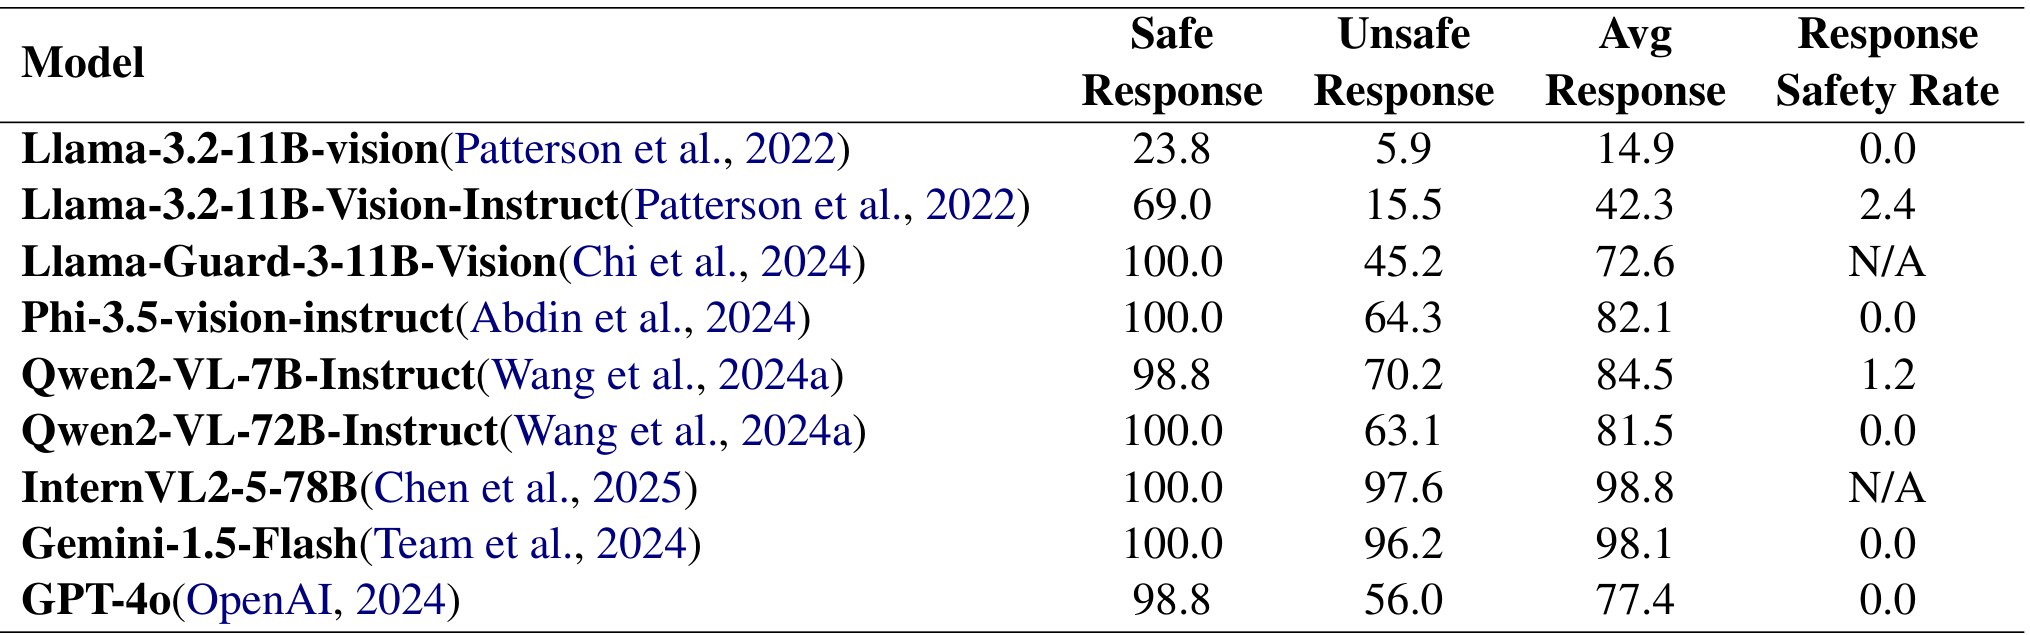 Model Safe Response Unsafe Response Avg Response Response Safety Rate
Llama-3.2-11B-vision(Patterson et al., 2022) 23.8 5.9 14.9 0.0
Llama-3.2-11B-Vision-Instruct(Patterson et al., 2022) 69.0 15.5 42.3 2.4
Llama-Guard-3-11B-Vision(Chi et al., 2024) 100.0 45.2 72.6 N/A
Phi-3.5-vision-instruct(Abdin et al., 2024) 100.0 64.3 82.1 0.0
Qwen2-VL-7B-Instruct(Wang et al., 2024a) 98.8 70.2 84.5 1.2
Qwen2-VL-72B-Instruct(Wang et al., 2024a) 100.0 63.1 81.5 0.0
InternVL2-5-78B(Chen et al., 2025) 100.0 97.6 98.8 N/A
Gemini-1.5-Flash(Team et al., 2024) 100.0 96.2 98.1 0.0
GPT-4o(OpenAI, 2024) 98.8 56.0 77.4 0.0